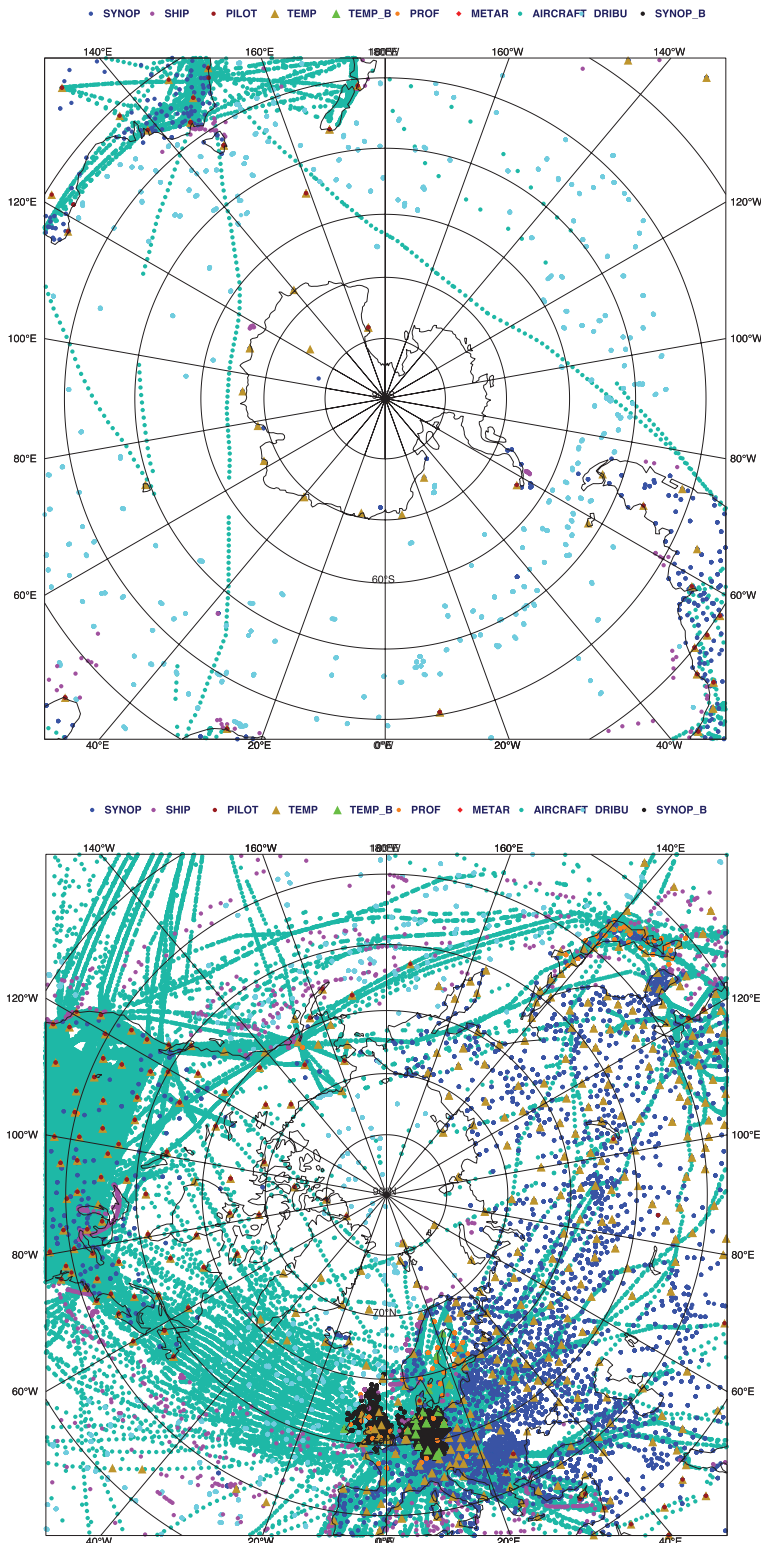 SYNOP SHIP PILOT TEMP TEMP_B PROF METAR AIRCRAFT DRIBU SYNOP_B
140°E 160°E 160°W 140°W
120°E 120°W
100°E 100°W
80°E 80°W
60°S
60°E 60°W
40°E 20°E 20°W 40°W
SYNOP SHIP PILOT TEMP TEMP_B PROF METAR AIRCRAFT DRIBU SYNOP_B
140°W 160°W 160°E 140°E
120°W 120°E
100°W 100°E
80°W 80°E
70°N
60°W 60°E
40°W 20°W 20°E 40°E